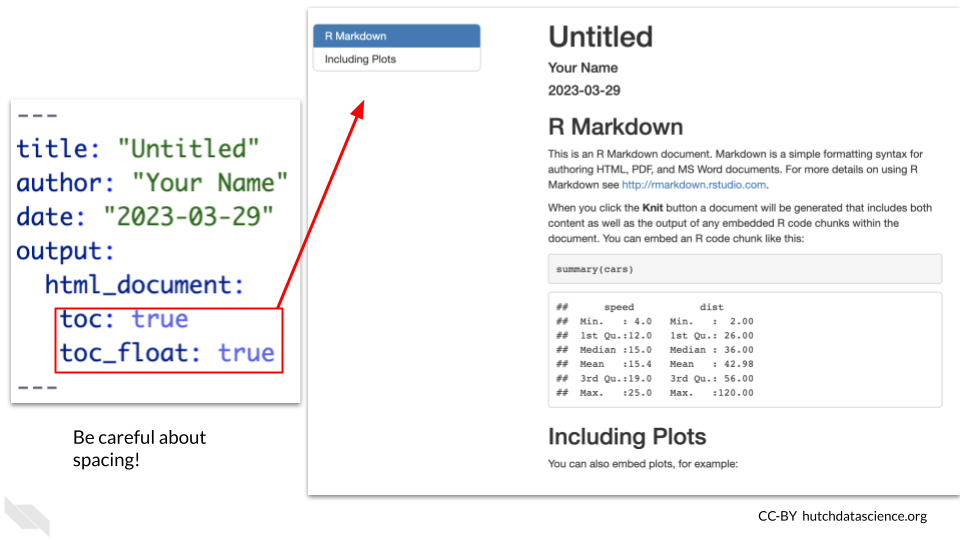 ---
title: "Untitled"
author: "Your Name"
date: "2023-03-29"
output:
  html_document:
   toc: true
   toc_float: true
---
Be careful about
spacing!
R Markdown
Including Plots
Untitled
Your Name
2023-03-29
R Markdown
This is an R Markdown document. Markdown is a simple formatting syntax for
authoring HTML, PDF, and MS Word documents. For more details on using R
Markdown see http://rmarkdown.rstudio.com.
When you click the Knit button a document will be generated that includes both
content as well as the output of any embedded R code chunks within the
document. You can embed an R code chunk like this:
summary(cars)
##      speed           dist
## Min.   : 4.0   Min.   :  2.00
## 1st Qu.:12.0   1st Qu.: 26.00
## Median :15.0   Median : 36.00
## Mean   :15.4   Mean   : 42.98
## 3rd Qu.:19.0   3rd Qu.: 56.00
## Max.   :25.0   Max.   :120.00
Including Plots
You can also embed plots, for example:
CC-BY hutchdatascience.org